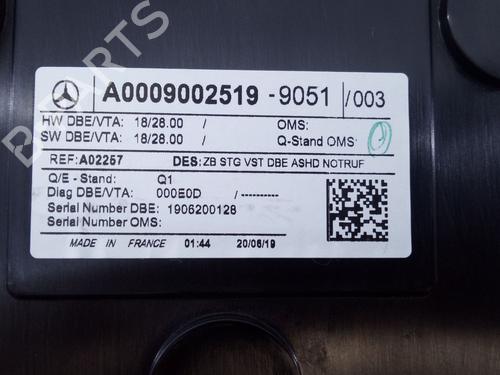 A0009002519 - 9051 /003
HW DBE/VTA: 18/28.00 / OMS:
SW DBE/VTA: 18/28.00 / Q-Stand OMS:
REF: A02257 DES: ZB STG VST DBE ASHD NOTRUF
Q/E - Stand: Q1
Diag DBE/VTA: 000E0D /----------
Serial Number DBE: 1906200128
Serial Number OMS:
MADE IN FRANCE 01:44 20/06/19